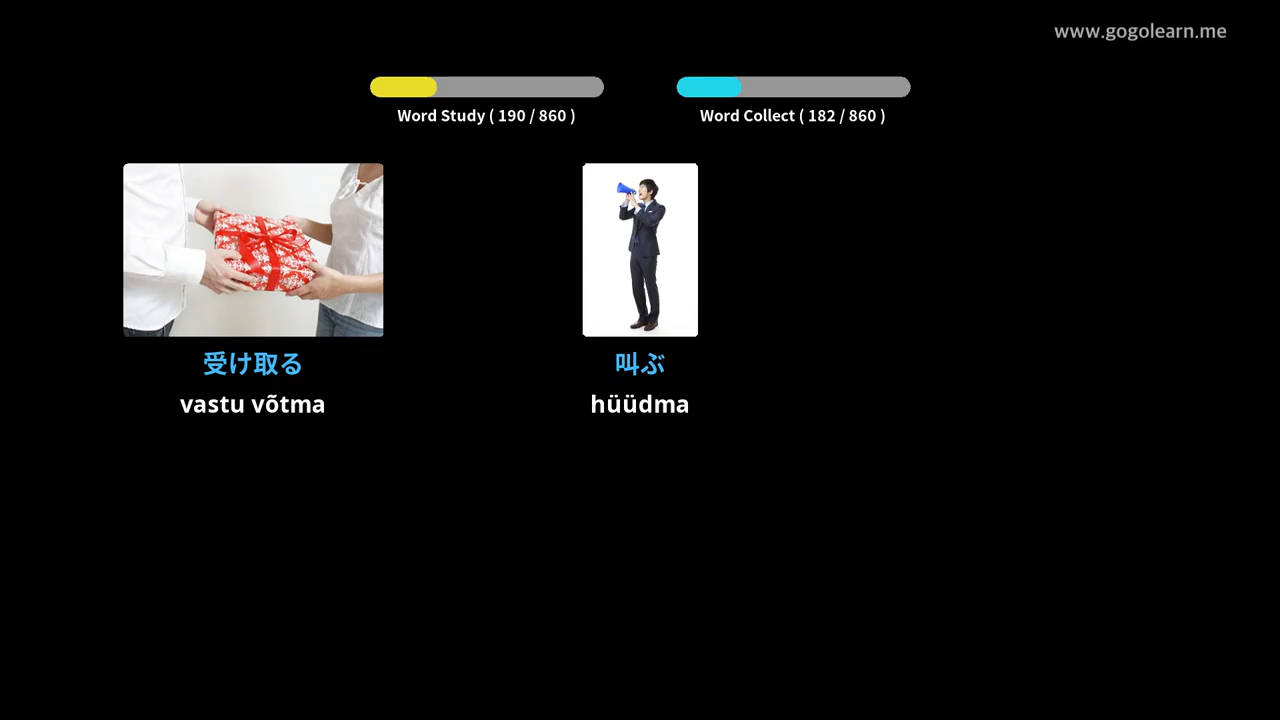 www.gogolearn.me
Word Study ( 190 / 860 )
Word Collect ( 182 / 860 )
受け取る
vastu võtma
叫ぶ
hüüdma